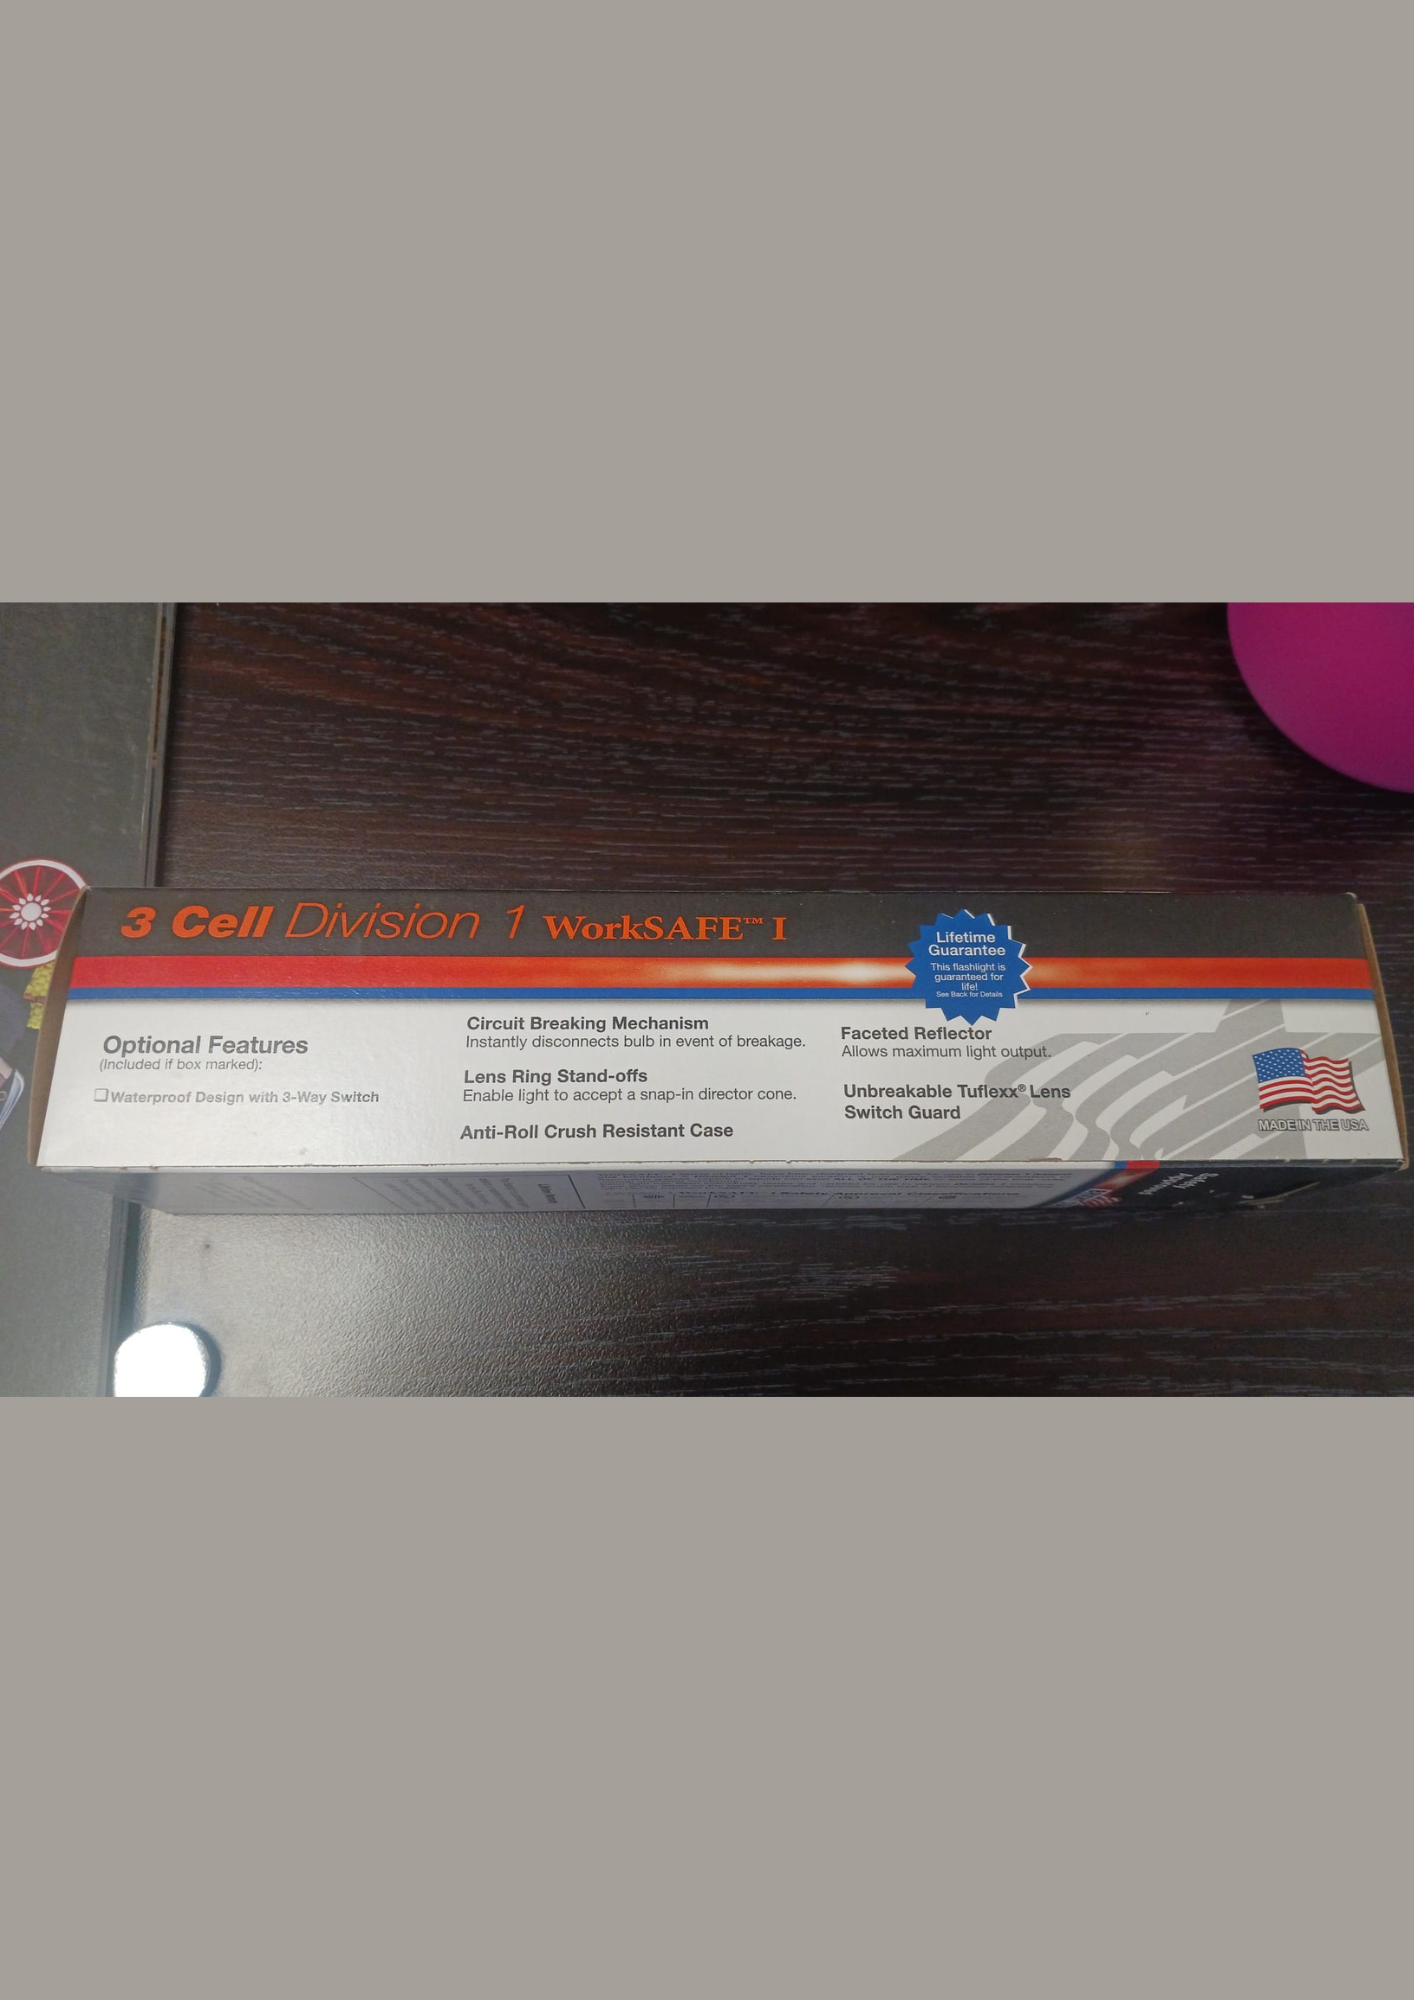 3 Cell Division 1 WorkSAFE™ I
Lifetime
Guarantee
This flashlight is
guaranteed for
life!
See Back for Details
Optional Features
(Included if box marked):
❏ Waterproof Design with 3-Way Switch
Circuit Breaking Mechanism
Instantly disconnects bulb in event of breakage.
Lens Ring Stand-offs
Enable light to accept a snap-in director cone.
Anti-Roll Crush Resistant Case
Faceted Reflector
Allows maximum light output.
Unbreakable Tuflexx® Lens
Switch Guard
MADE IN THE USA
Safety
Approved